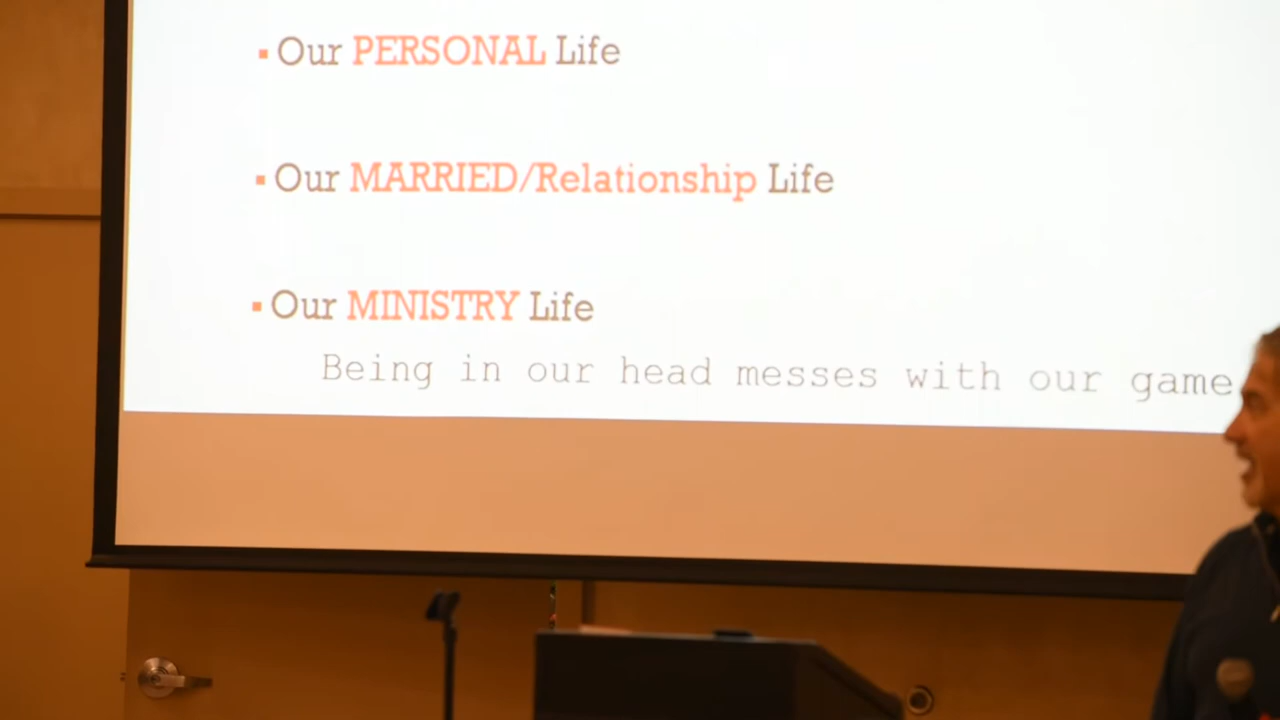 ▪ Our PERSONAL Life
▪ Our MARRIED/Relationship Life
▪ Our MINISTRY Life
Being in our head messes with our game